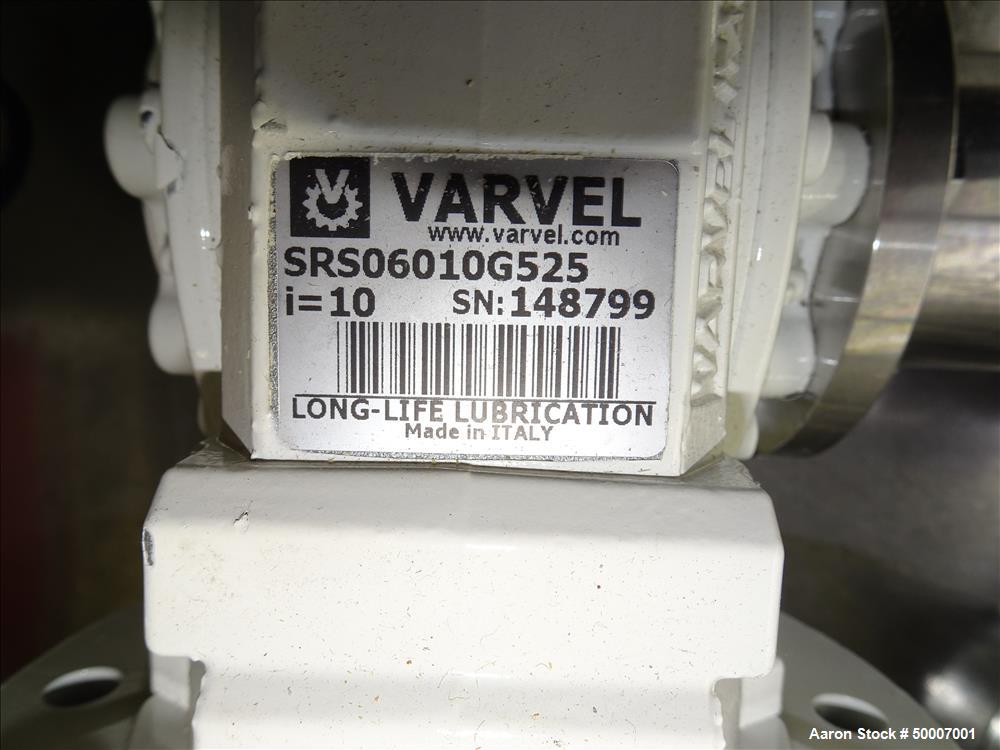 VARVEL
www.varvel.com
SRS06010G525
i=10 SN:148799
LONG-LIFE LUBRICATION
Made in ITALY
Aaron Stock # 50007001